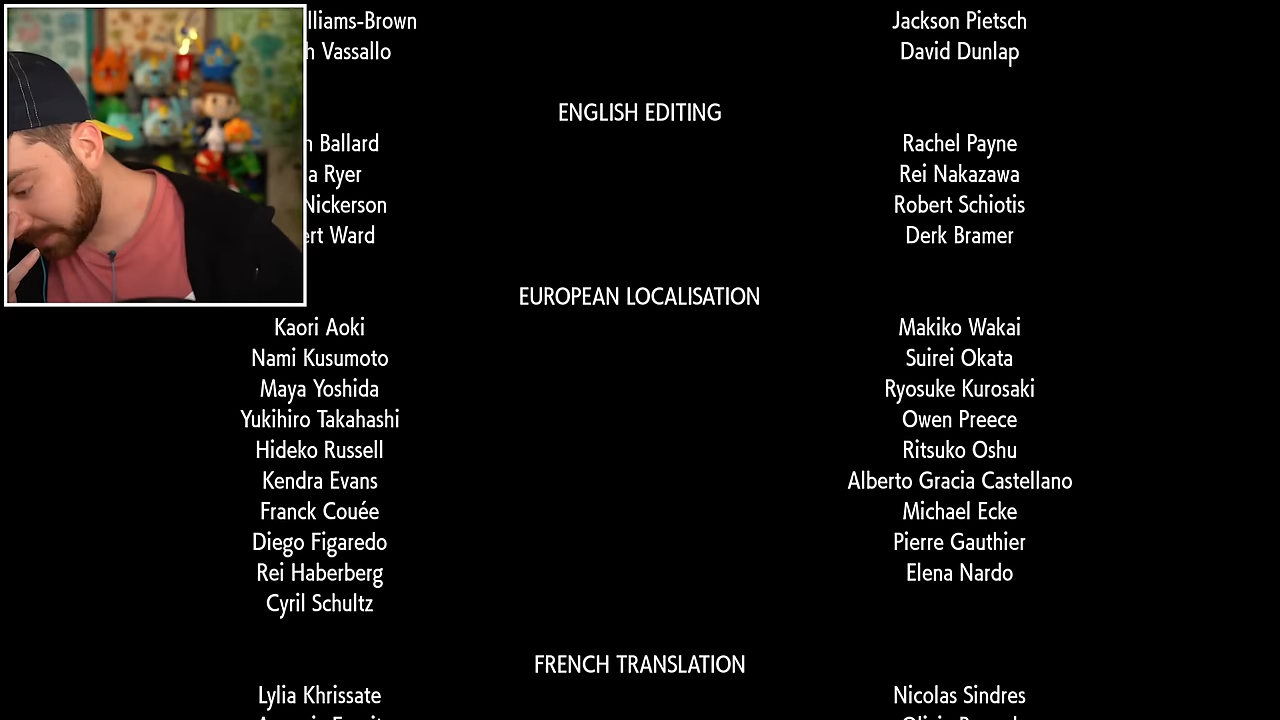 lliams-Brown Jackson Pietsch
Vassallo David Dunlap
ENGLISH EDITING
Ballard Rachel Payne
Ryer Rei Nakazawa
Nickerson Robert Schiotis
Ward Derk Bramer
EUROPEAN LOCALISATION
Kaori Aoki Makiko Wakai
Nami Kusumoto Suirei Okata
Maya Yoshida Ryosuke Kurosaki
Yukihiro Takahashi Owen Preece
Hideko Russell Ritsuko Oshu
Kendra Evans Alberto Gracia Castellano
Franck Couée Michael Ecke
Diego Figaredo Pierre Gauthier
Rei Haberberg Elena Nardo
Cyril Schultz
FRENCH TRANSLATION
Lylia Khrissate Nicolas Sindres